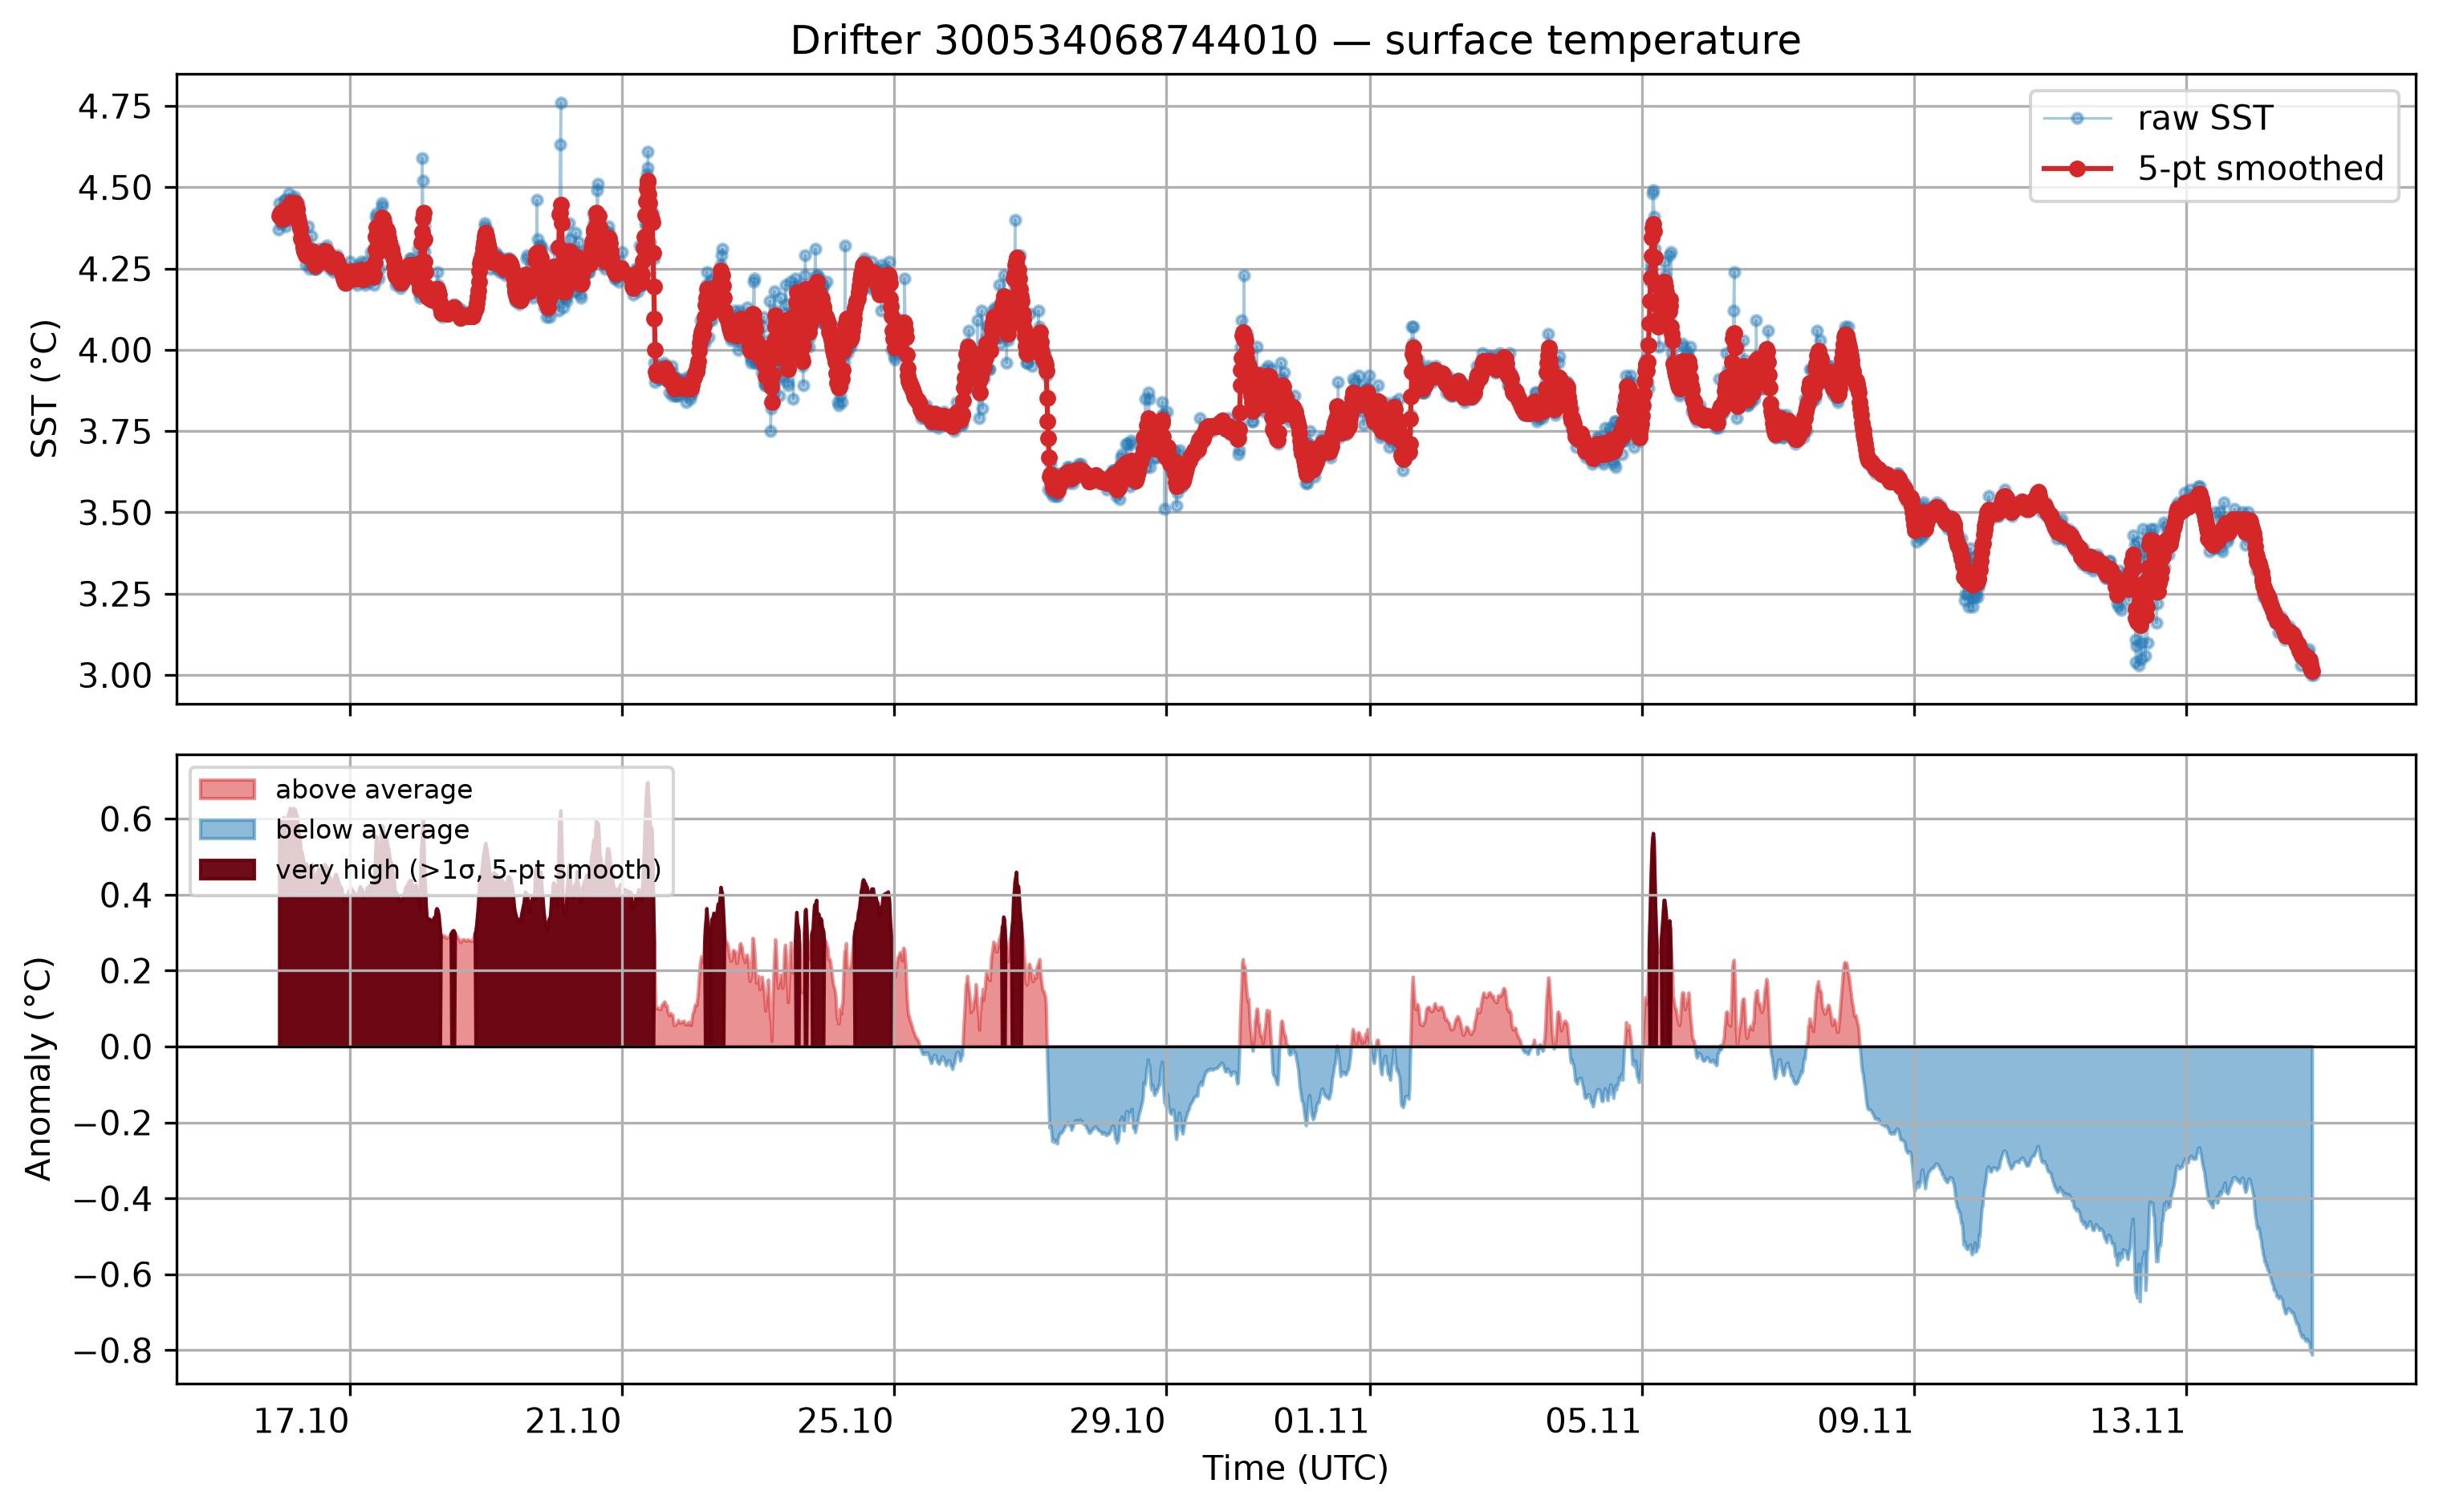 Drifter 300534068744010 — surface temperature
SST (°C)
4.75
4.50
4.25
4.00
3.75
3.50
3.25
3.00
raw SST
5-pt smoothed
Anomaly (°C)
0.6
0.4
0.2
0.0
−0.2
−0.4
−0.6
−0.8
above average
below average
very high (>1σ, 5-pt smooth)
17.10 21.10 25.10 29.10 01.11 05.11 09.11 13.11
Time (UTC)